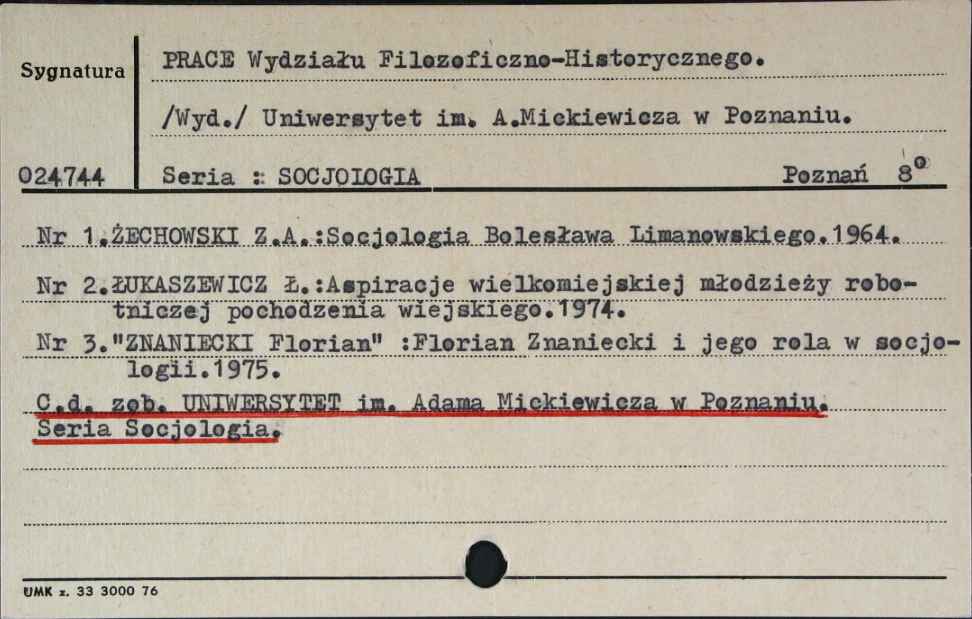 PRACE Wydziału Filozoficzno-Historycznego.
Sygnatura
/Wyd./ Uniwersytet im. A.Mickiewicza w Poznaniu.
024744 Seria : SOCJOLOGIA Poznań 8°
Nr 1.ŻECHOWSKI Z.A.:Socjologia Bolesława Limanowskiego.1964.
Nr 2.ŁUKASZEWICZ Ł.:Aspiracje wielkomiejskiej młodzieży robo-
tniczej pochodzenia wiejskiego.1974.
Nr 3."ZNANIECKI Florian" :Florian Znaniecki i jego rola w socjo-
logii.1975.
C.d. zob. UNIWERSYTET im. Adama Mickiewicza w Poznaniu.
Seria Socjologia.
UMK z. 33 3000 76